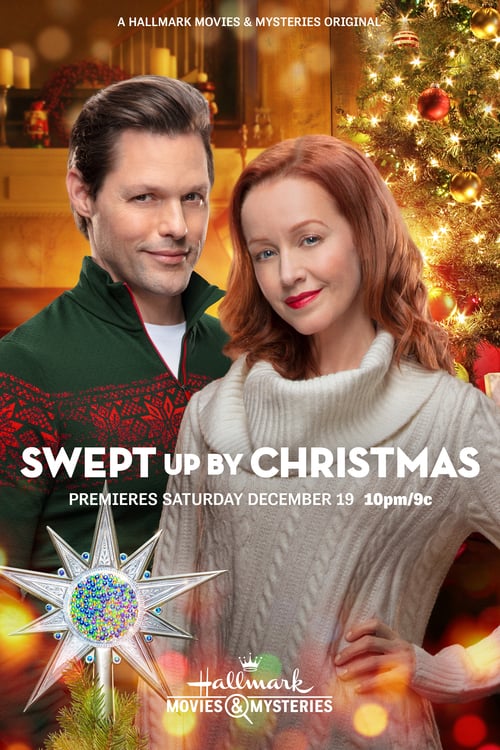 A HALLMARK MOVIES & MYSTERIES ORIGINAL
SWEPT UP BY CHRISTMAS
PREMIERES SATURDAY DECEMBER 19 10pm/9c
Hallmark
MOVIES & MYSTERIES